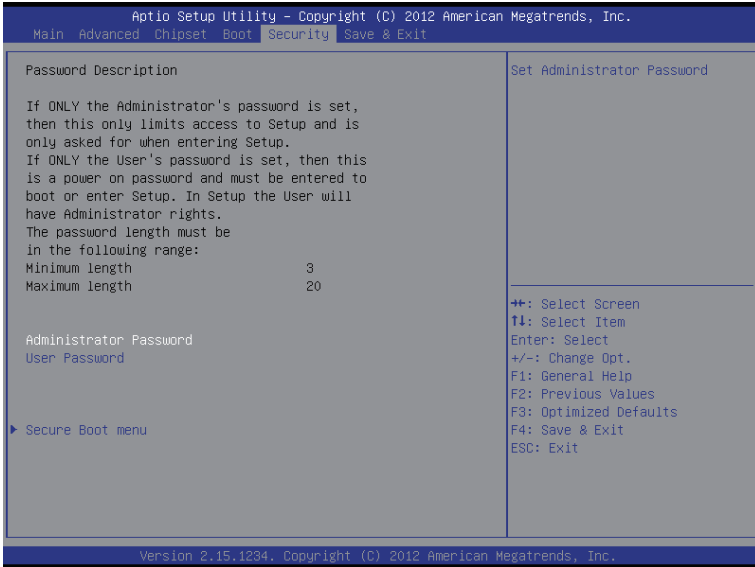 Aptio Setup Utility – Copyright (C) 2012 American Megatrends, Inc.
Main Advanced Chipset Boot Security Save & Exit
Password Description
If ONLY the Administrator's password is set,
then this only limits access to Setup and is
only asked for when entering Setup.
If ONLY the User's password is set, then this
is a power on password and must be entered to
boot or enter Setup. In Setup the User will
have Administrator rights.
The password length must be
in the following range:
Minimum length 3
Maximum length 20
Administrator Password
User Password
Secure Boot menu
Set Administrator Password
→←: Select Screen
↑↓: Select Item
Enter: Select
+/-: Change Opt.
F1: General Help
F2: Previous Values
F3: Optimized Defaults
F4: Save & Exit
ESC: Exit
Version 2.15.1234. Copyright (C) 2012 American Megatrends, Inc.